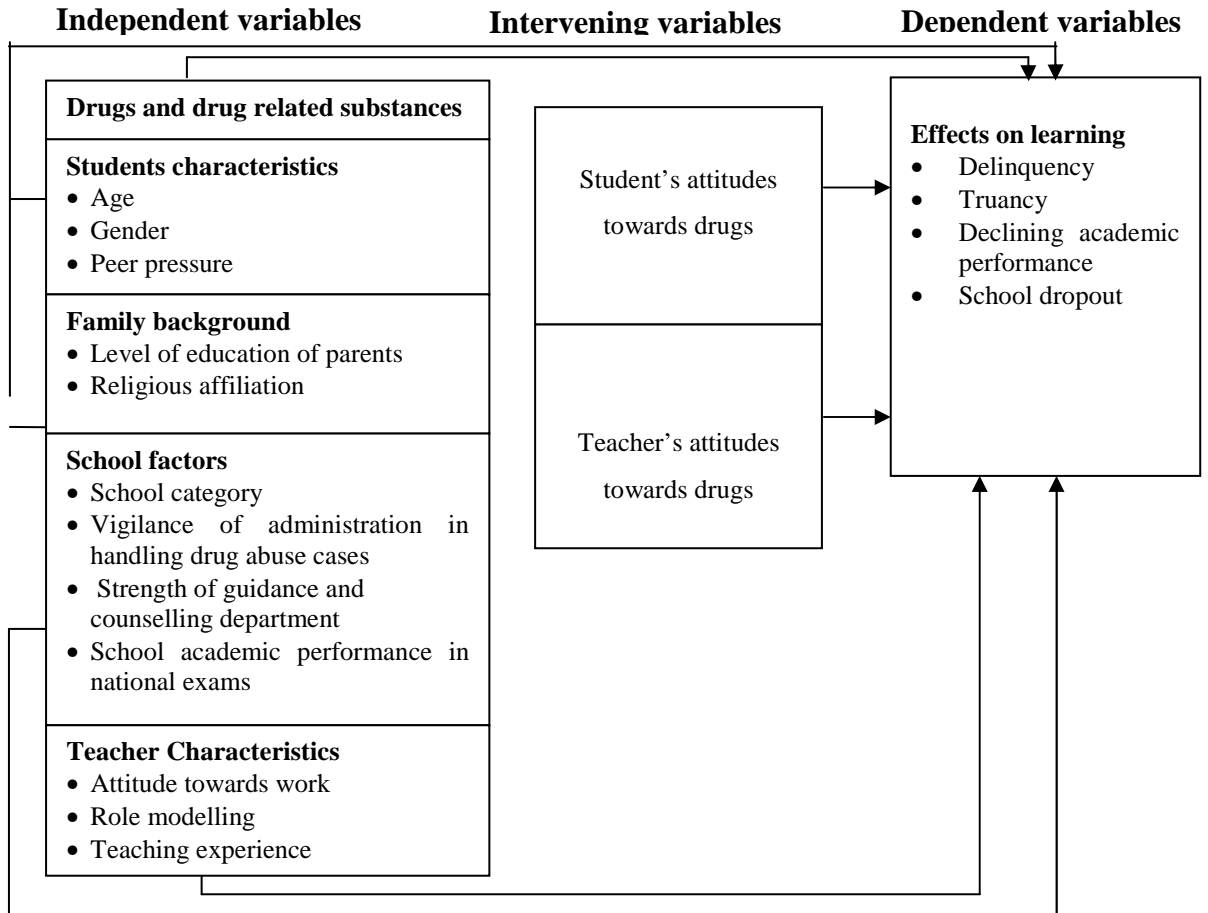 Independent variables
Intervening variables
Dependent variables
Drugs and drug related substances
Students characteristics
• Age
• Gender
• Peer pressure
Family background
• Level of education of parents
• Religious affiliation
School factors
• School category
• Vigilance of administration in
handling drug abuse cases
• Strength of guidance and
counselling department
• School academic performance in
national exams
Teacher Characteristics
• Attitude towards work
• Role modelling
• Teaching experience
Student’s attitudes
towards drugs
Teacher’s attitudes
towards drugs
Effects on learning
• Delinquency
• Truancy
• Declining academic
performance
• School dropout